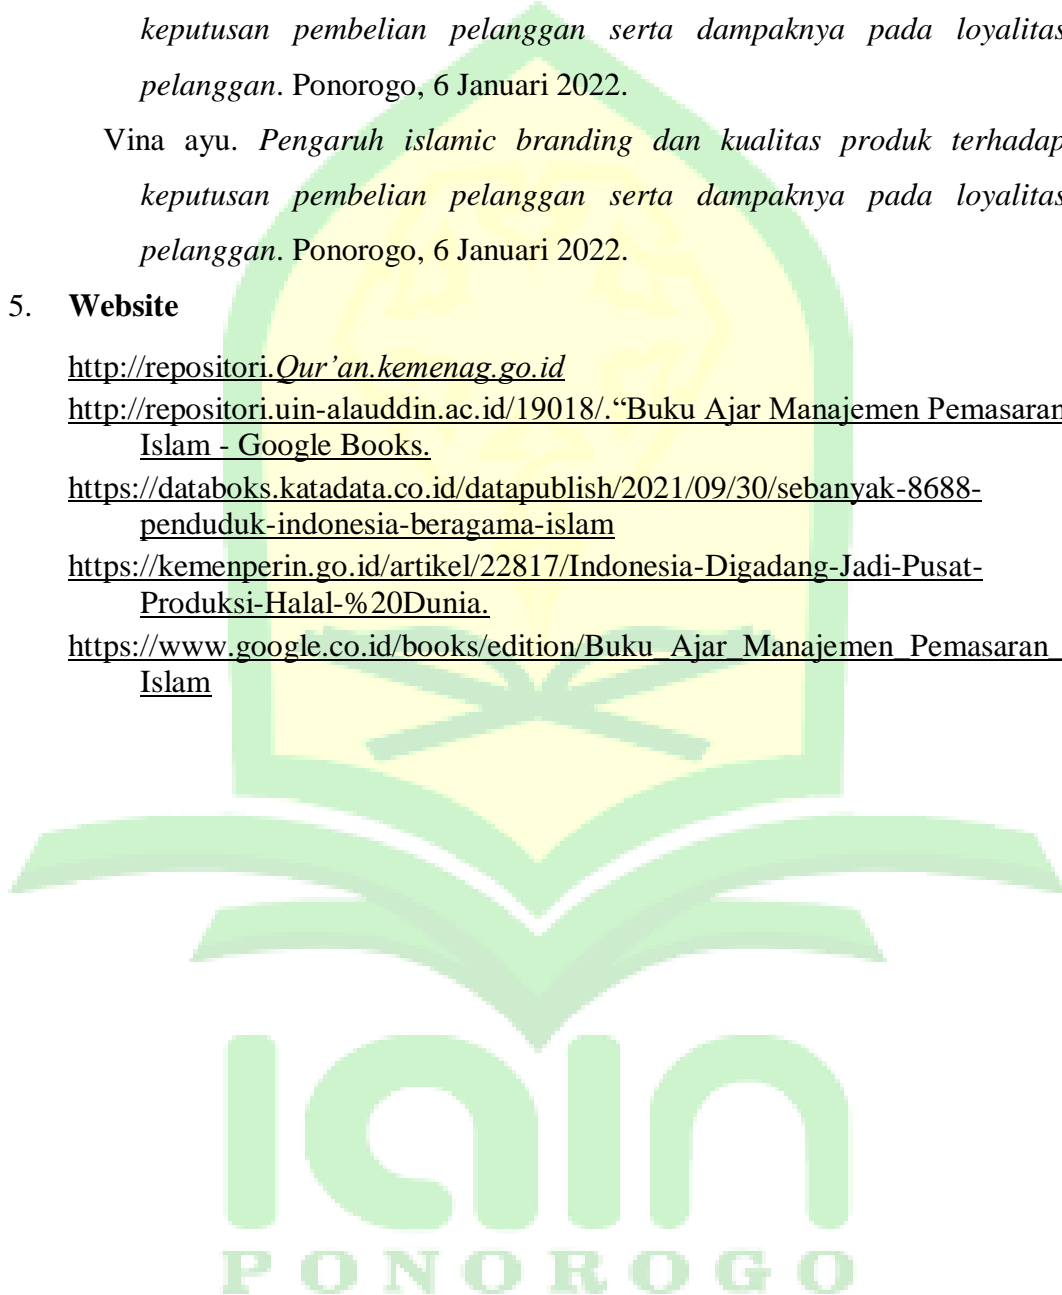 keputusan pembelian pelanggan serta dampaknya pada loyalitas
pelanggan. Ponorogo, 6 Januari 2022.
Vina ayu. Pengaruh islamic branding dan kualitas produk terhadap
keputusan pembelian pelanggan serta dampaknya pada loyalitas
pelanggan. Ponorogo, 6 Januari 2022.
5. Website
http://repositori.Qur’an.kemenag.go.id
http://repositori.uin-alauddin.ac.id/19018/.“Buku Ajar Manajemen Pemasaran
Islam - Google Books.
https://databoks.katadata.co.id/datapublish/2021/09/30/sebanyak-8688-
penduduk-indonesia-beragama-islam
https://kemenperin.go.id/artikel/22817/Indonesia-Digadang-Jadi-Pusat-
Produksi-Halal-%20Dunia.
https://www.google.co.id/books/edition/Buku_Ajar_Manajemen_Pemasaran_
Islam
iain
PONOROGO